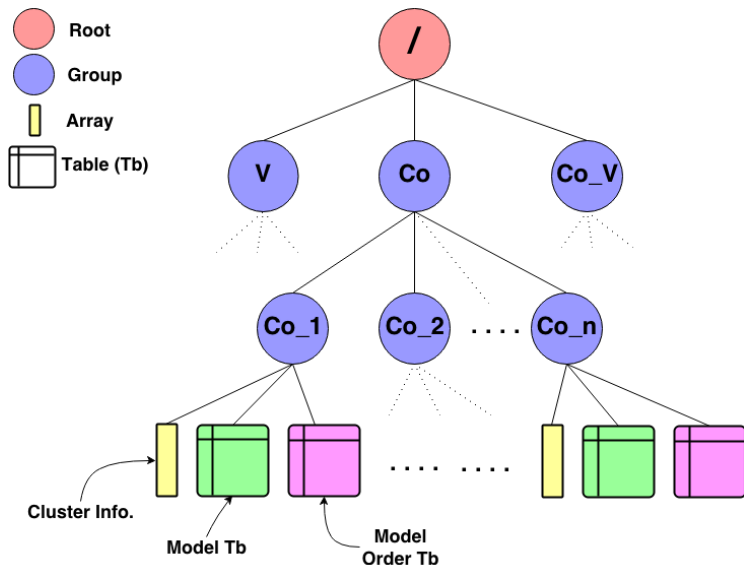 Root
Group
Array
Table (Tb)
/
V
Co
Co_V
Co_1
Co_2
. . . .
Co_n
. . . . . . . .
Cluster Info.
Model Tb
Model
Order Tb